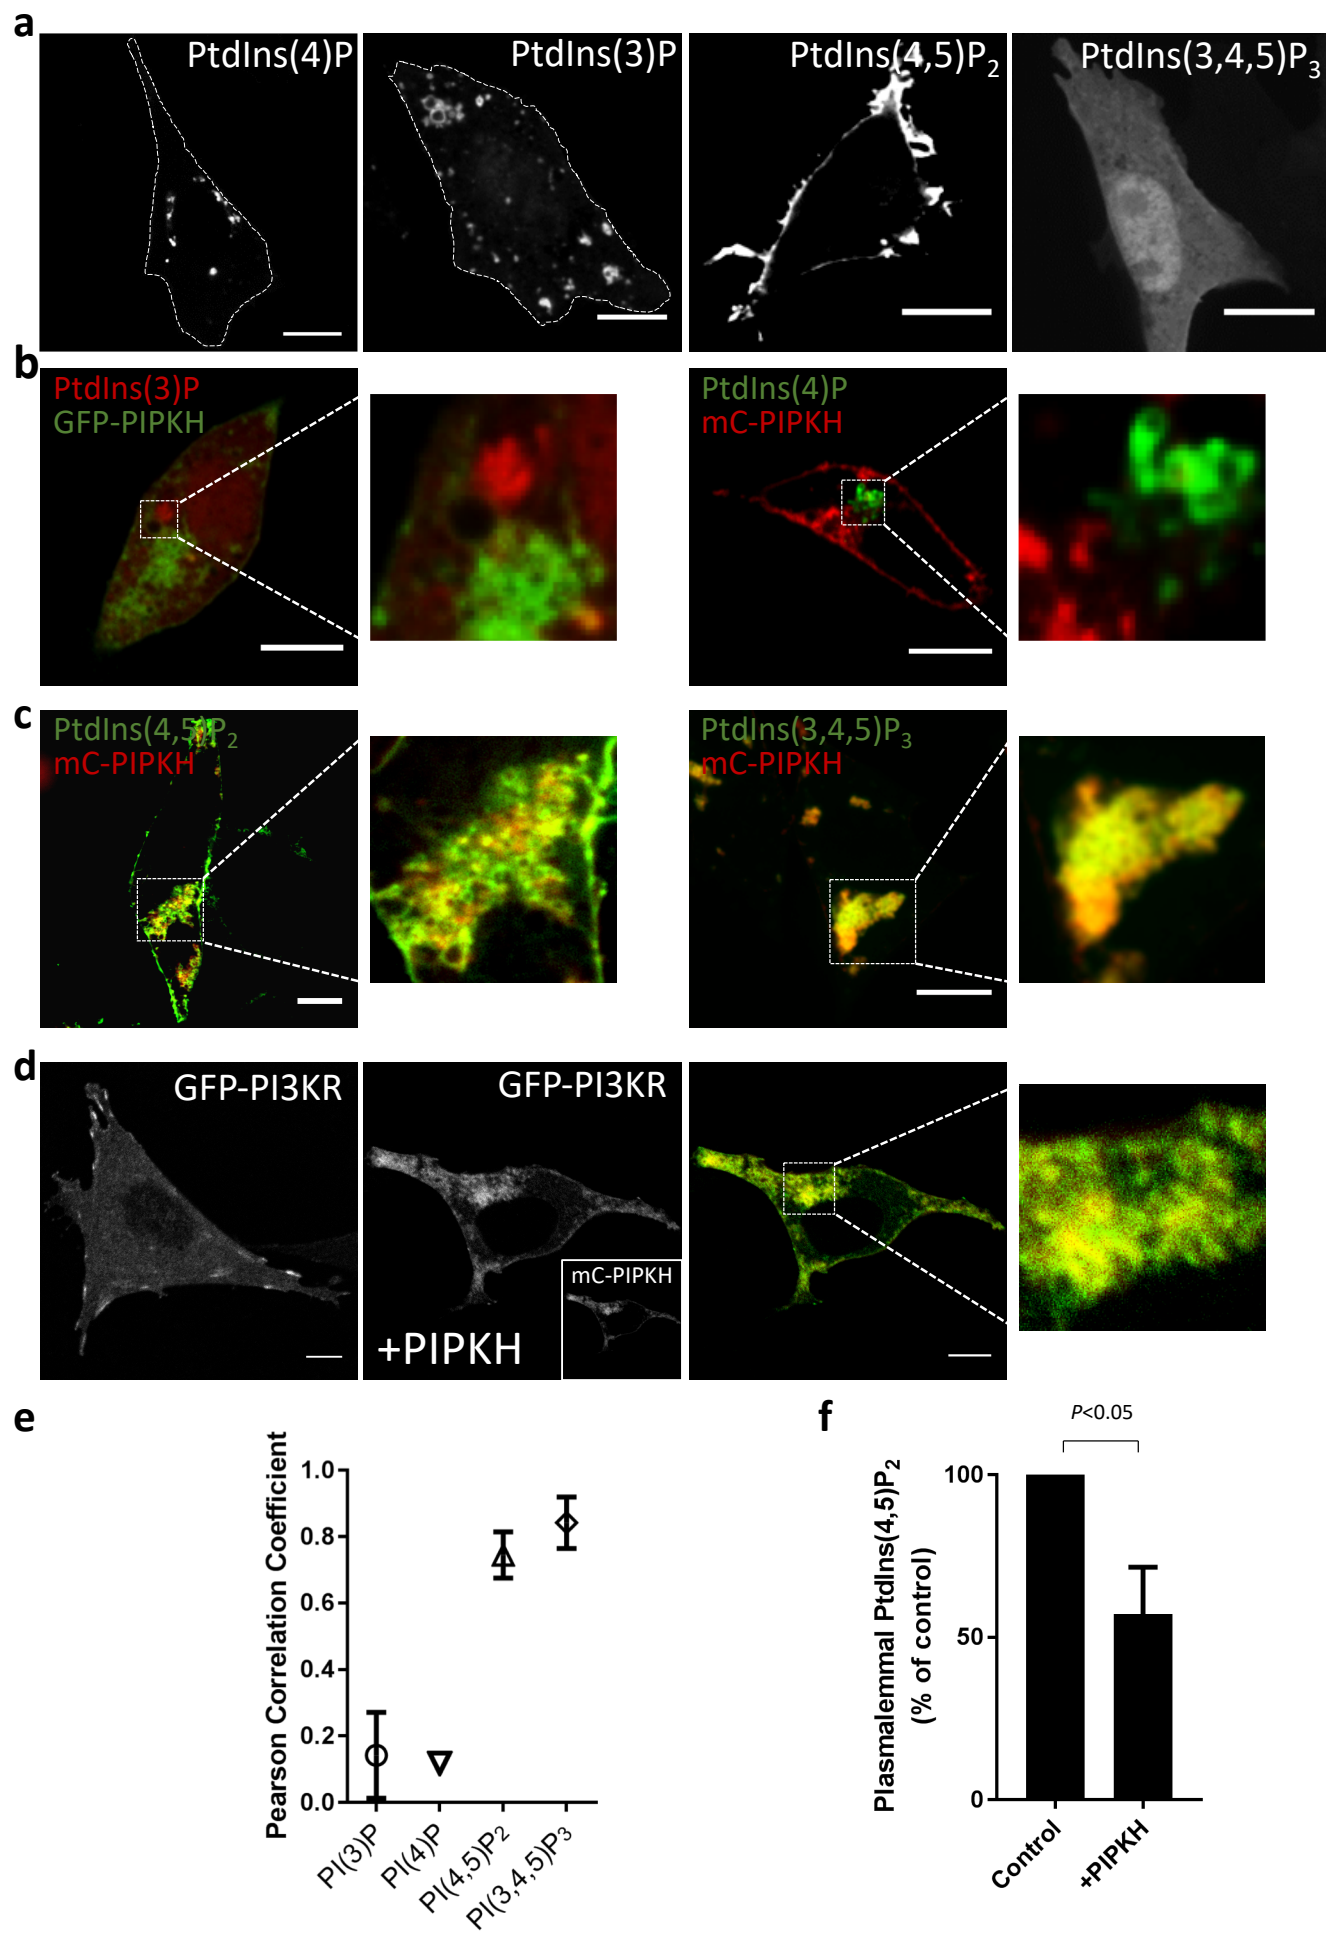 a
PtdIns(4)P
PtdIns(3)P
PtdIns(4,5)P2
PtdIns(3,4,5)P3
b
PtdIns(3)P
GFP-PIPKH
PtdIns(4)P
mC-PIPKH
c
PtdIns(4,5)P2
mC-PIPKH
PtdIns(3,4,5)P3
mC-PIPKH
d
GFP-PI3KR
GFP-PI3KR
+PIPKH
mC-PIPKH
e
Pearson Correlation Coefficient
1.0
0.8
0.6
0.4
0.2
0.0
PI(3)P
PI(4)P
PI(4,5)P2
PI(3,4,5)P3
f
P<0.05
Plasmalemmal PtdIns(4,5)P2
(% of control)
100
50
0
Control
+PIPKH